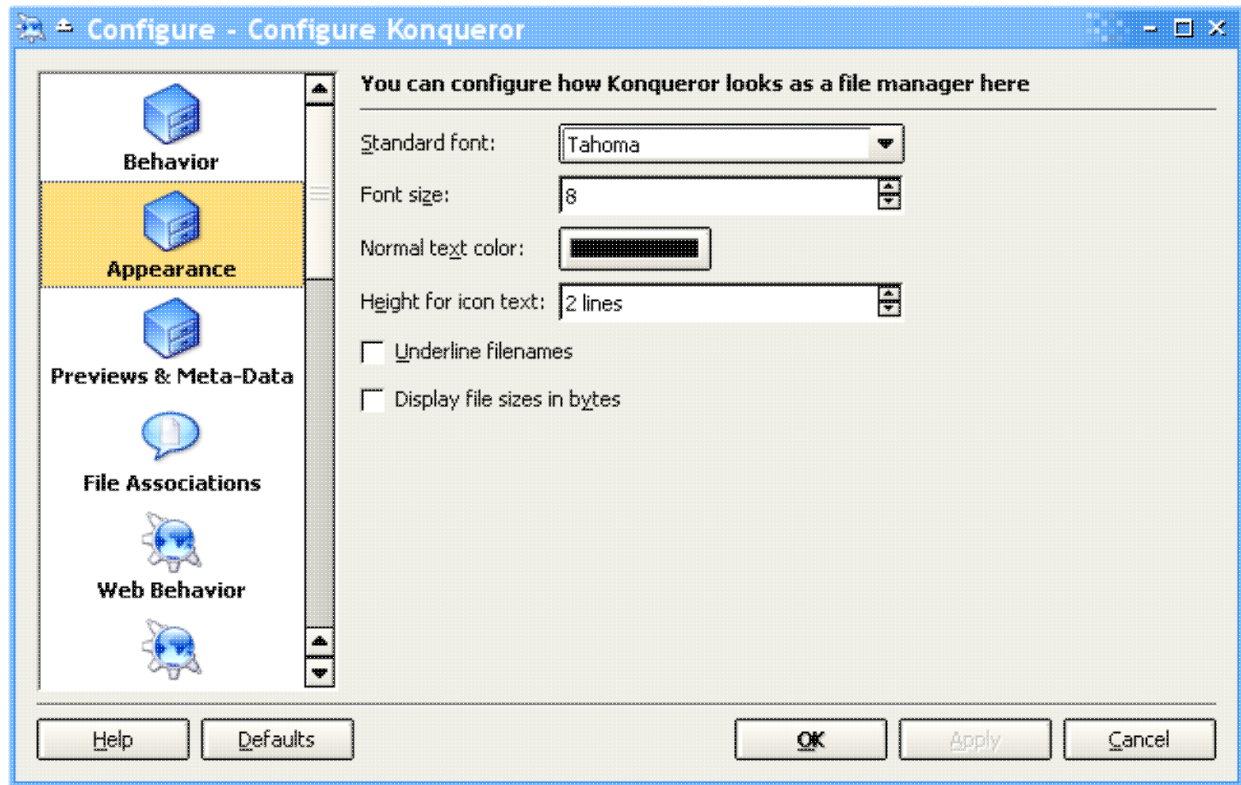 Configure - Configure Konqueror
Behavior
Appearance
Previews & Meta-Data
File Associations
Web Behavior
You can configure how Konqueror looks as a file manager here
Standard font: Tahoma
Font size: 8
Normal text color:
Height for icon text: 2 lines
Underline filenames
Display file sizes in bytes
Help Defaults OK Apply Cancel